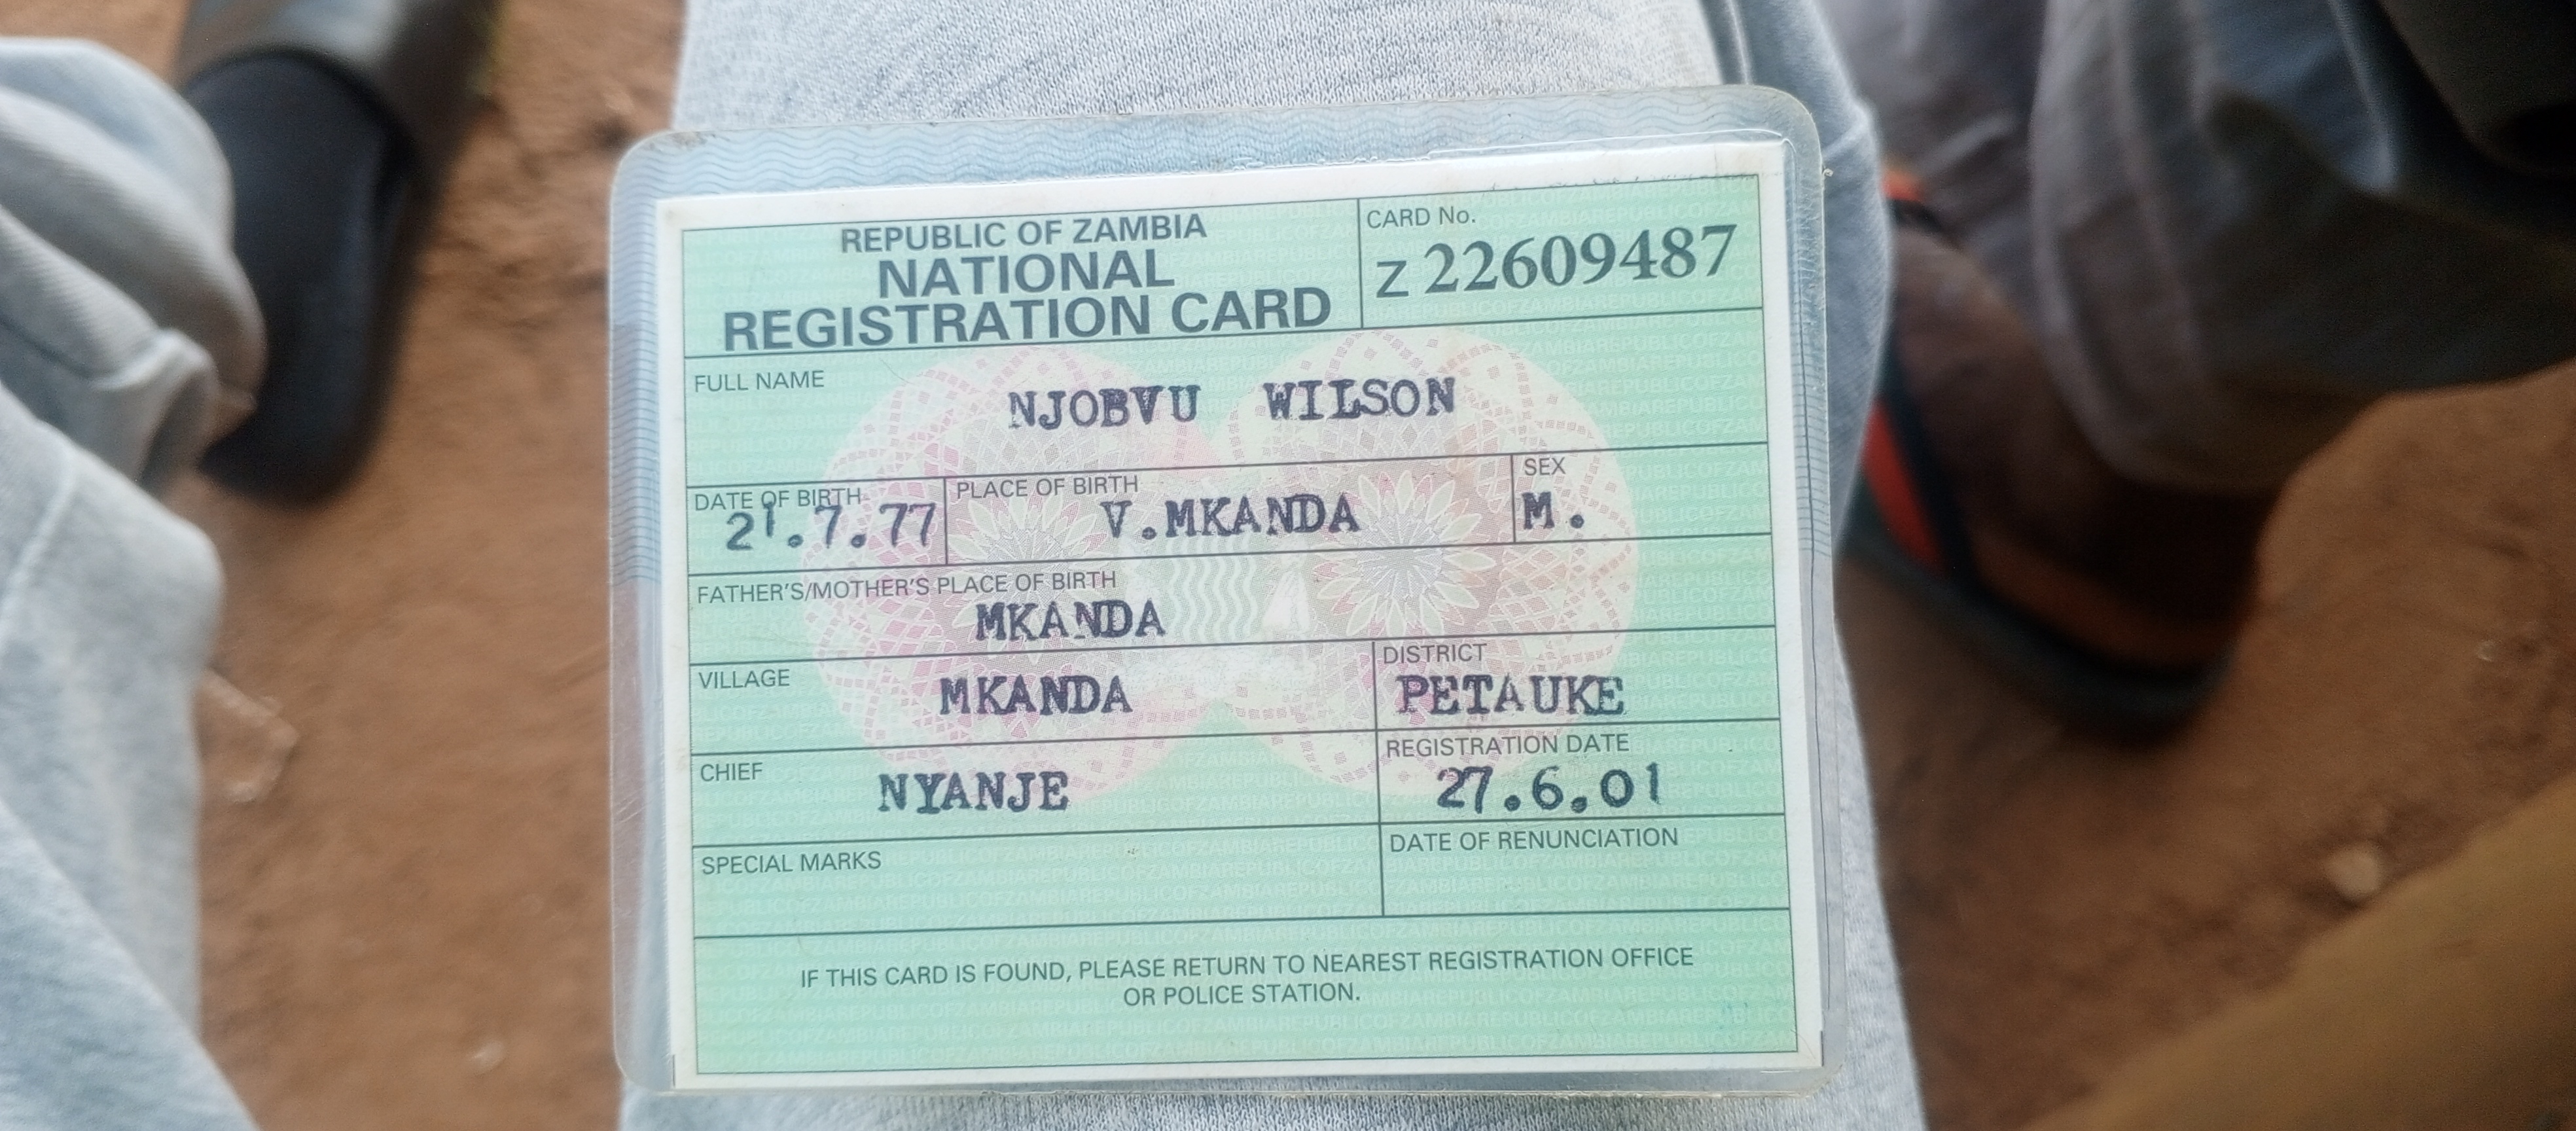 REPUBLIC OF ZAMBIA
NATIONAL
REGISTRATION CARD
CARD No.
Z 22609487
FULL NAME
NJOBVU WILSON
DATE OF BIRTH
21.7.77
PLACE OF BIRTH
V.MKANDA
SEX
M.
FATHER'S/MOTHER'S PLACE OF BIRTH
MKANDA
VILLAGE
MKANDA
DISTRICT
PETAUKE
CHIEF
NYANJE
REGISTRATION DATE
27.6.01
SPECIAL MARKS
DATE OF RENUNCIATION
IF THIS CARD IS FOUND, PLEASE RETURN TO NEAREST REGISTRATION OFFICE
OR POLICE STATION.